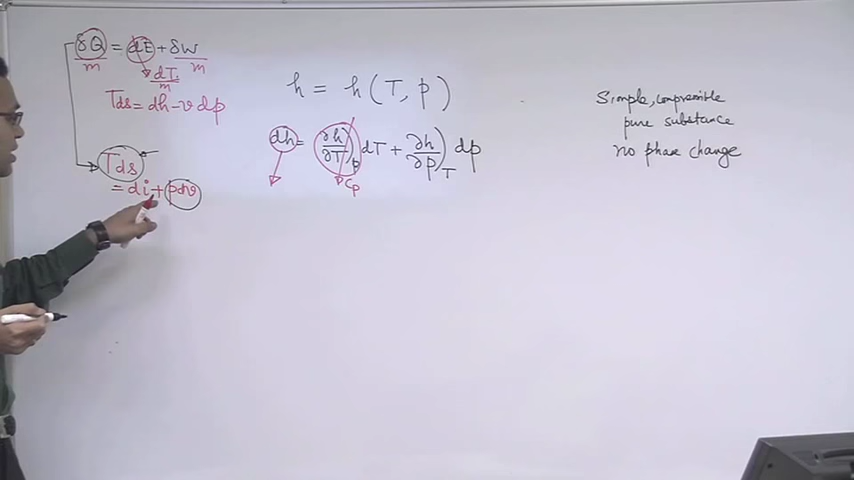 δQ/m = dE + δW/m
dI/m
Tds = dh - v dp
Tds
= di + pdv
h = h (T, p)
dh = ∂h/∂T)p dT + ∂h/∂p)T dp
cp
Simple, compressible
pure substance
no phase change